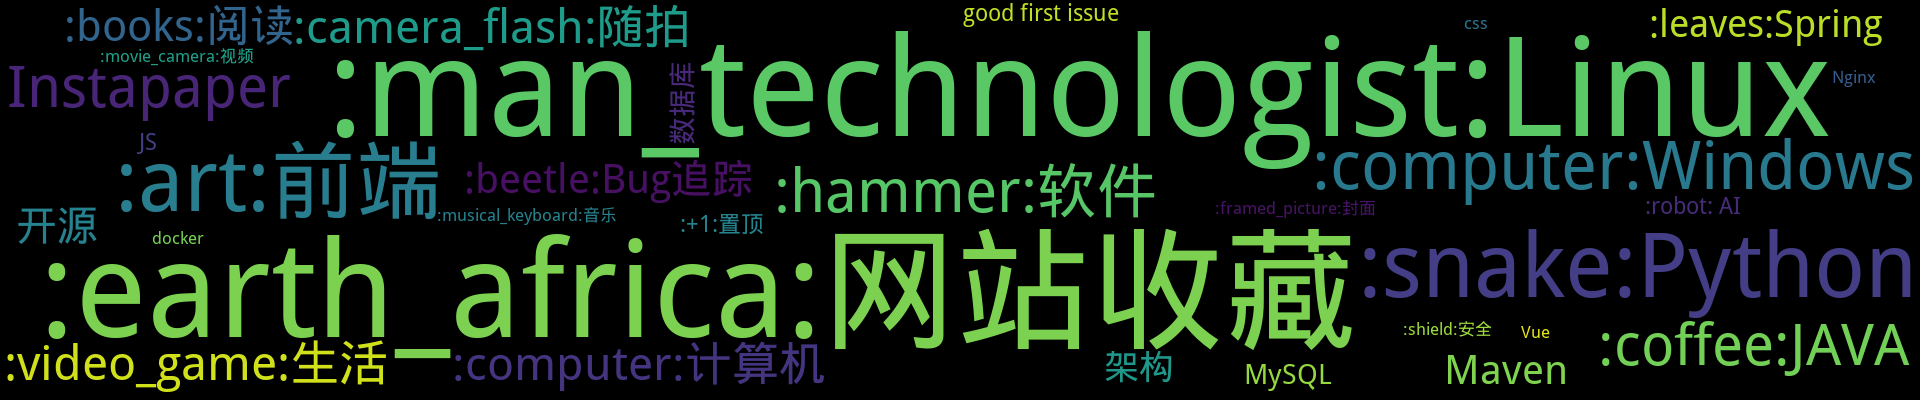 :books:阅读
:camera_flash:随拍
good first issue
css
:leaves:Spring
:movie_camera:视频
Instapaper
:man_technologist:Linux
数据库
Nginx
JS
:art:前端
:beetle:Bug追踪
:hammer:软件
:computer:Windows
开源
:musical_keyboard:音乐
:+1:置顶
:framed_picture:封面
:robot: AI
docker
:earth_africa:网站收藏
:snake:Python
:shield:安全
Vue
:coffee:JAVA
:video_game:生活
:computer:计算机
架构
MySQL
Maven